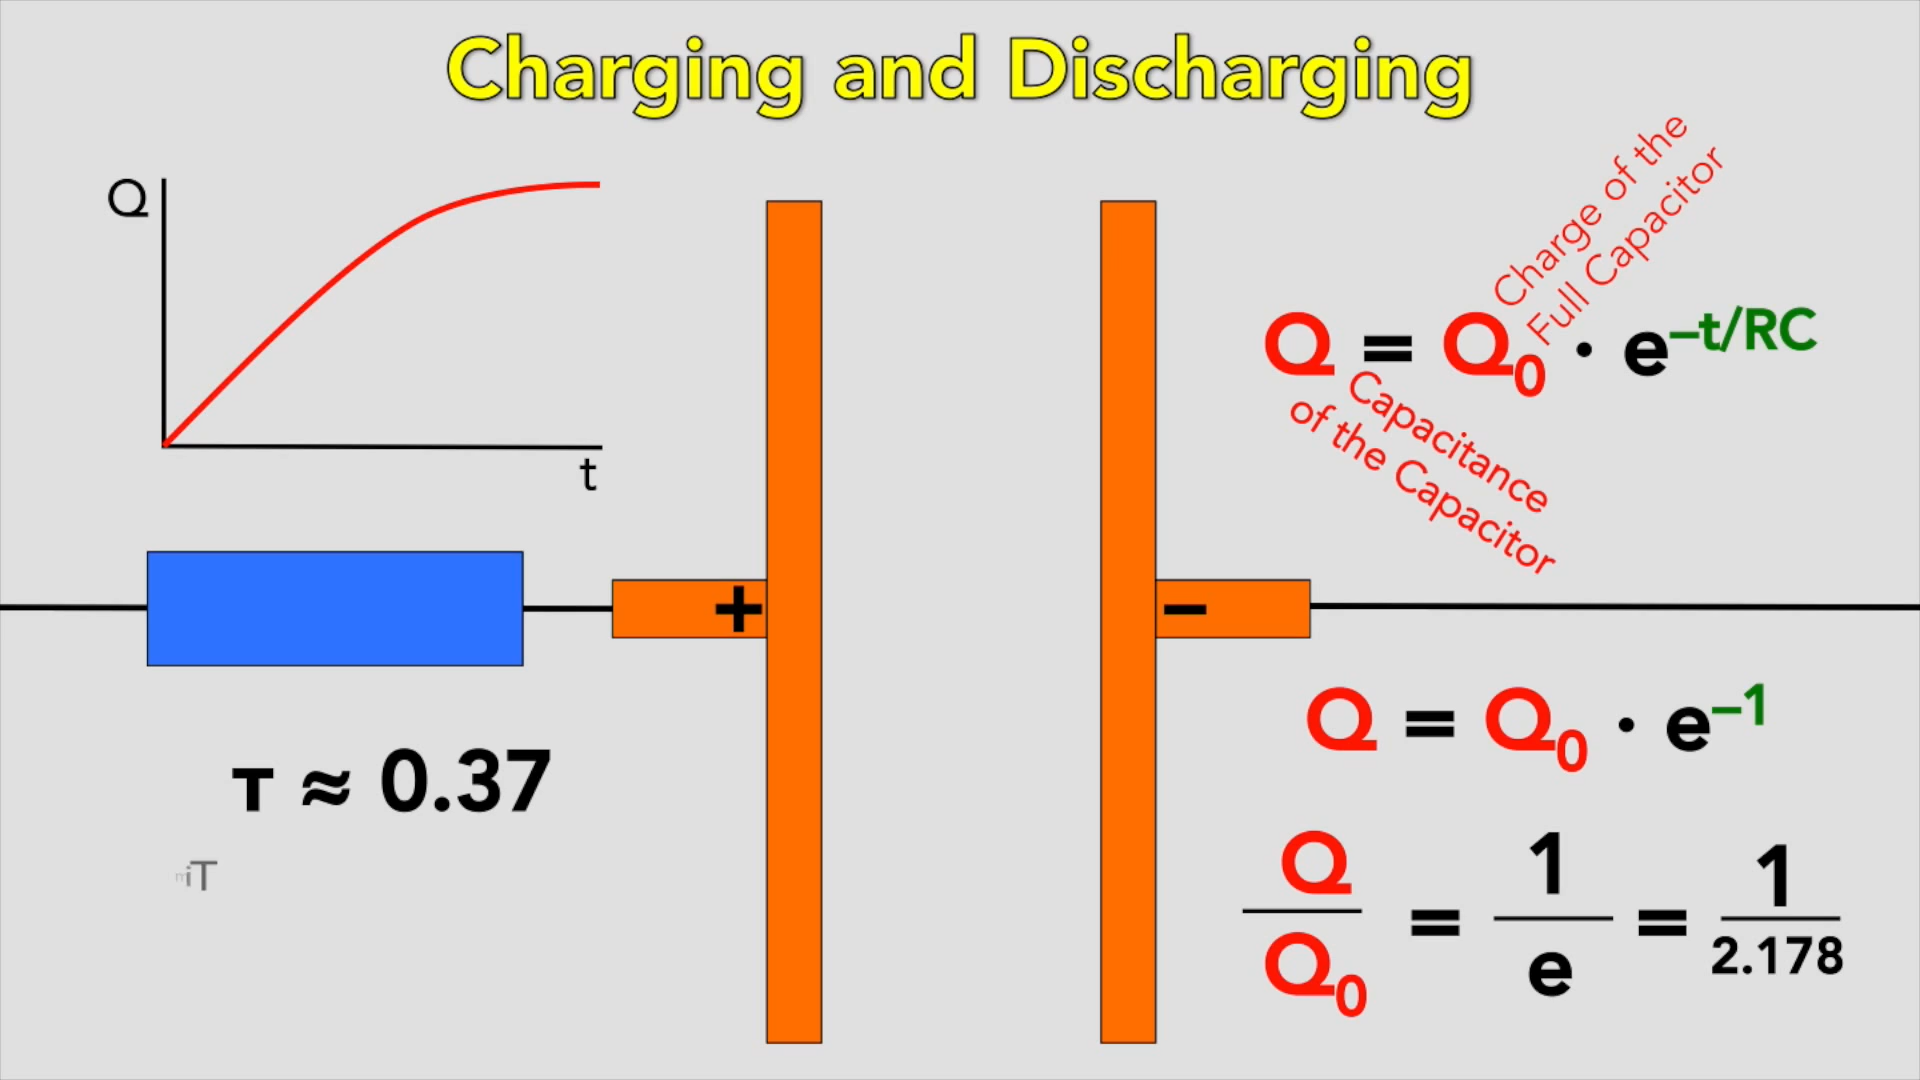 Charging and Discharging
Q
t
Charge of the
Full Capacitor
Q = Q₀ · e⁻ᵗ/ᴿᶜ
Capacitance
of the Capacitor
+
−
τ ≈ 0.37
Q = Q₀ · e⁻¹
Q/Q₀ = 1/e = 1/2.178